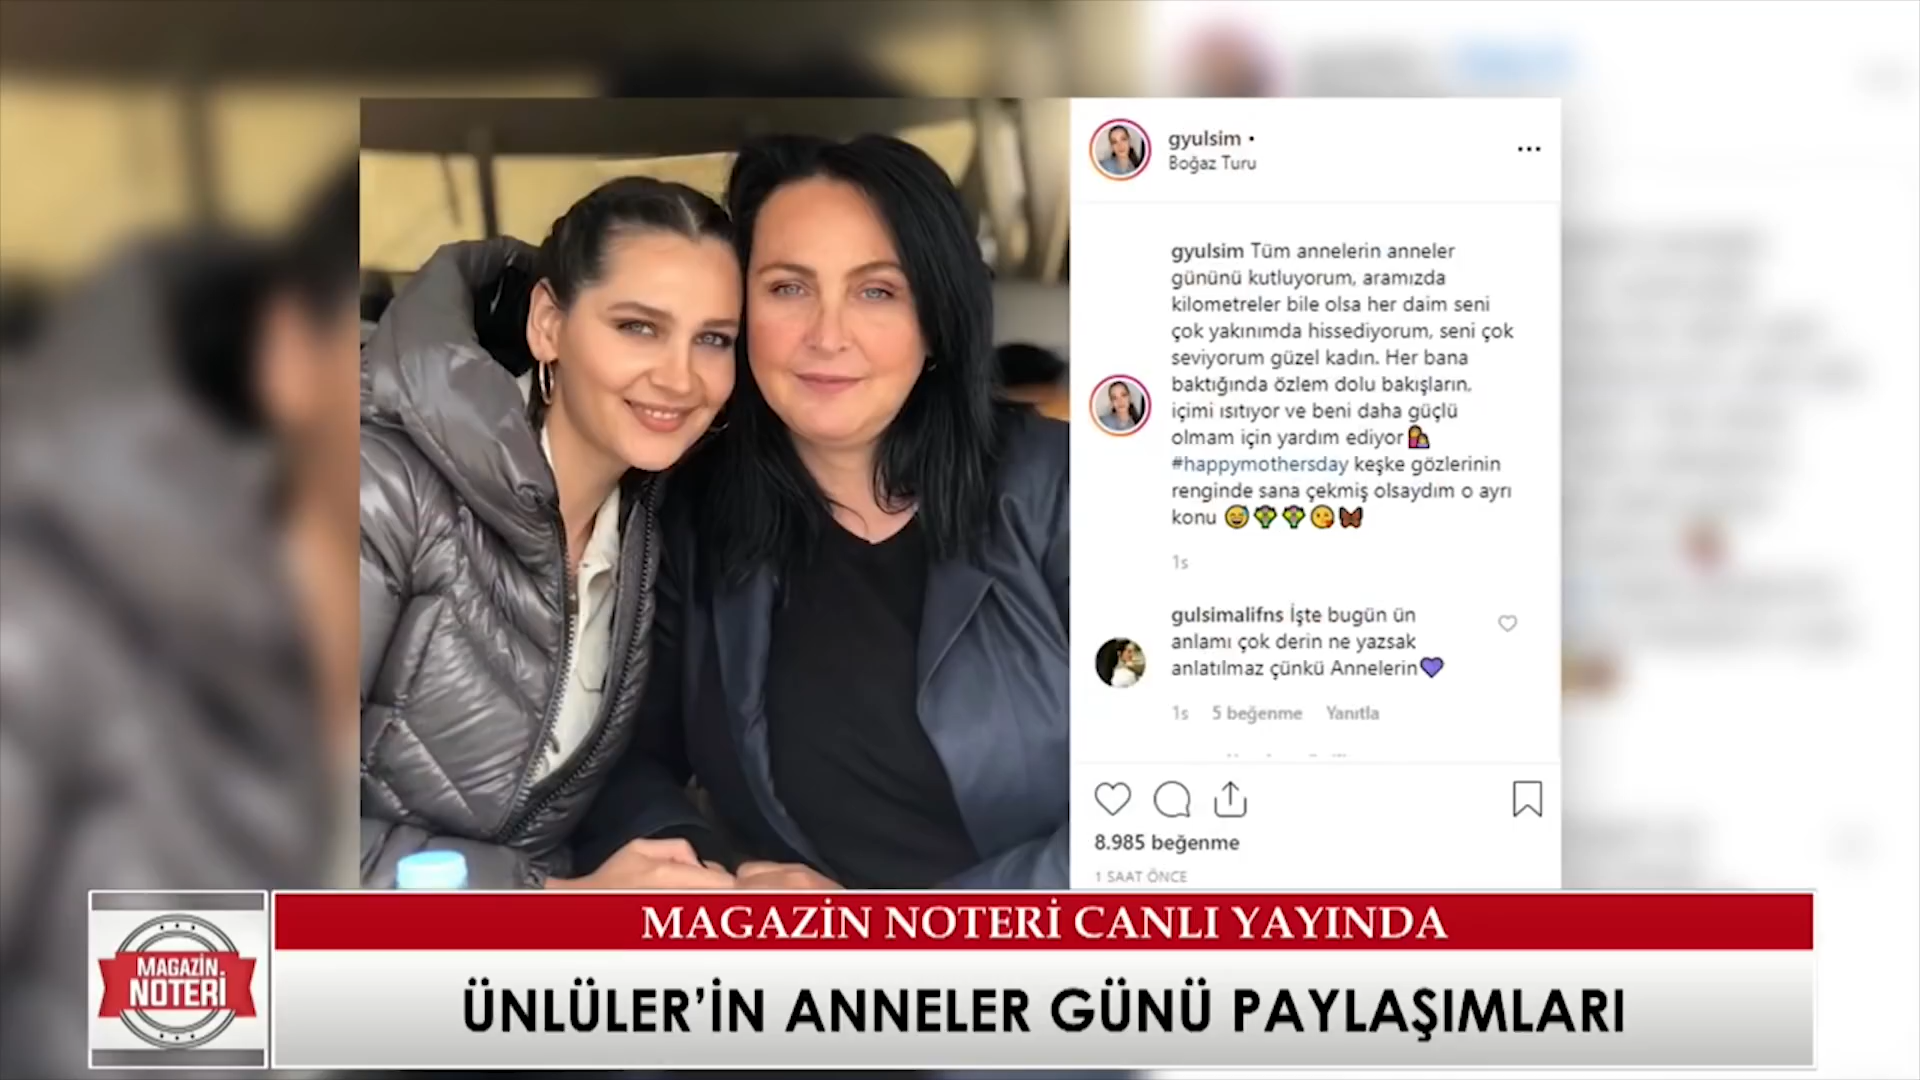 gyulsim •
Boğaz Turu
gyulsim Tüm annelerin anneler
gününü kutluyorum, aramızda
kilometreler bile olsa her daim seni
çok yakınımda hissediyorum, seni çok
seviyorum güzel kadın. Her bana
baktığında özlem dolu bakışların,
içimi ısıtıyor ve beni daha güçlü
olmam için yardım ediyor
#happymothersday keşke gözlerinin
renginde sana çekmiş olsaydım o ayrı
konu 😅💐💐😘🦋
1s
gulsimalifns İşte bugün ün
anlamı çok derin ne yazsak
anlatılmaz çünkü Annelerin💜
1s 5 beğenme Yanıtla
8.985 beğenme
1 SAAT ÖNCE
MAGAZİN NOTERİ CANLI YAYINDA
MAGAZİN
NOTERİ
ÜNLÜLER'İN ANNELER GÜNÜ PAYLAŞIMLARI